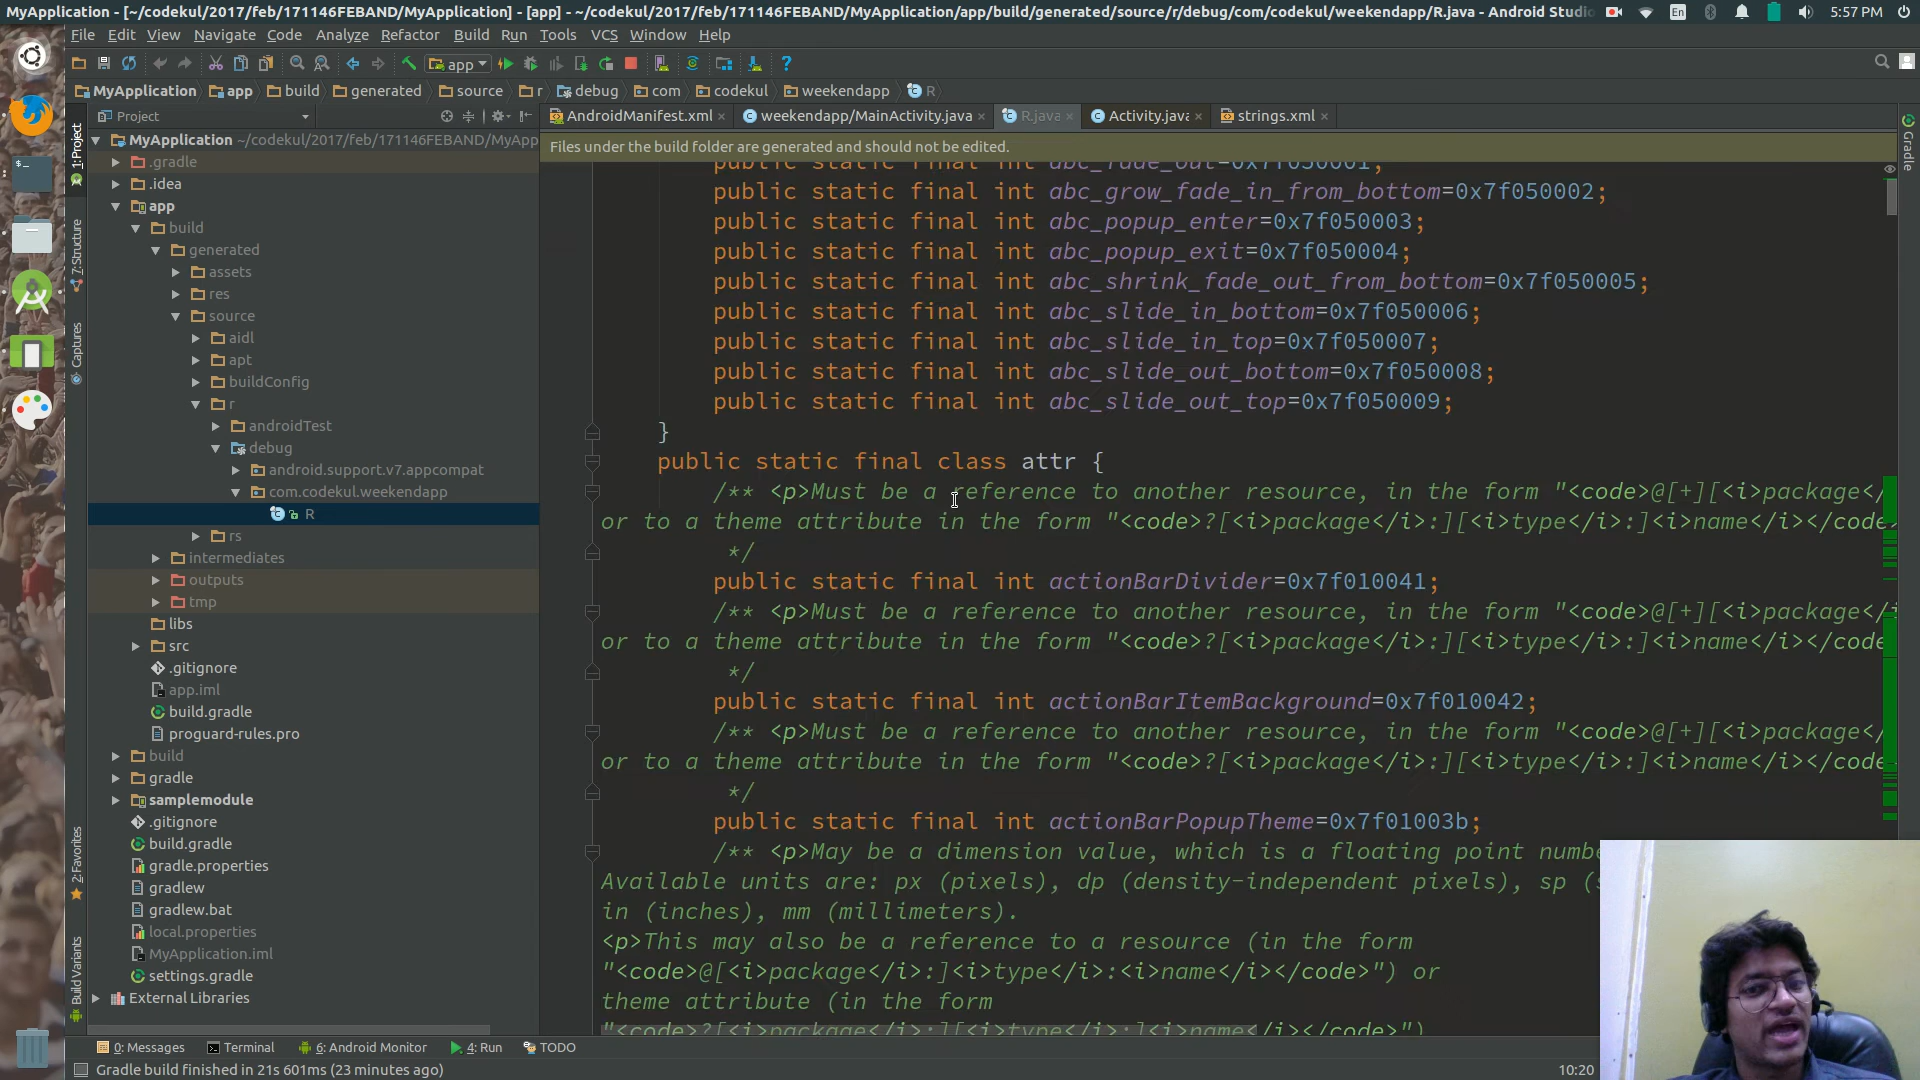 MyApplication - [~/codekul/2017/feb/171146FEBAND/MyApplication] - [app] - ~/codekul/2017/feb/171146FEBAND/MyApplication/app/build/generated/source/r/debug/com/codekul/weekendapp/R.java - Android Studio
En
5:57 PM
File Edit View Navigate Code Analyze Refactor Build Run Tools VCS Window Help
app
MyApplication app build generated source r debug com codekul weekendapp R
Project
AndroidManifest.xml weekendapp/MainActivity.java R.java Activity.java strings.xml
Files under the build folder are generated and should not be edited.
1: Project
7: Structure
Captures
2: Favorites
Build Variants
Gradle
MyApplication ~/codekul/2017/feb/171146FEBAND/MyApp
.gradle
.idea
app
build
generated
assets
res
source
aidl
apt
buildConfig
r
androidTest
debug
android.support.v7.appcompat
com.codekul.weekendapp
R
rs
intermediates
outputs
tmp
libs
src
.gitignore
app.iml
build.gradle
proguard-rules.pro
build
gradle
samplemodule
.gitignore
build.gradle
gradle.properties
gradlew
gradlew.bat
local.properties
MyApplication.iml
settings.gradle
External Libraries
public static final int abc_fade_out=0x7f050001;
public static final int abc_grow_fade_in_from_bottom=0x7f050002;
public static final int abc_popup_enter=0x7f050003;
public static final int abc_popup_exit=0x7f050004;
public static final int abc_shrink_fade_out_from_bottom=0x7f050005;
public static final int abc_slide_in_bottom=0x7f050006;
public static final int abc_slide_in_top=0x7f050007;
public static final int abc_slide_out_bottom=0x7f050008;
public static final int abc_slide_out_top=0x7f050009;
}
public static final class attr {
/** <p>Must be a reference to another resource, in the form "<code>@[+][<i>package</
or to a theme attribute in the form "<code>?[<i>package</i>:][<i>type</i>:]<i>name</i></code
*/
public static final int actionBarDivider=0x7f010041;
/** <p>Must be a reference to another resource, in the form "<code>@[+][<i>package</i
or to a theme attribute in the form "<code>?[<i>package</i>:][<i>type</i>:]<i>name</i></code
*/
public static final int actionBarItemBackground=0x7f010042;
/** <p>Must be a reference to another resource, in the form "<code>@[+][<i>package</
or to a theme attribute in the form "<code>?[<i>package</i>:][<i>type</i>:]<i>name</i></code
*/
public static final int actionBarPopupTheme=0x7f01003b;
/** <p>May be a dimension value, which is a floating point numbe
Available units are: px (pixels), dp (density-independent pixels), sp (
in (inches), mm (millimeters).
<p>This may also be a reference to a resource (in the form
"<code>@[<i>package</i>:]<i>type</i>:<i>name</i></code>") or
theme attribute (in the form
"<code>?[<i>package</i>:][<i>type</i>:]<i>name</i></code>")
0: Messages Terminal 6: Android Monitor 4: Run TODO
Gradle build finished in 21s 601ms (23 minutes ago)
10:20